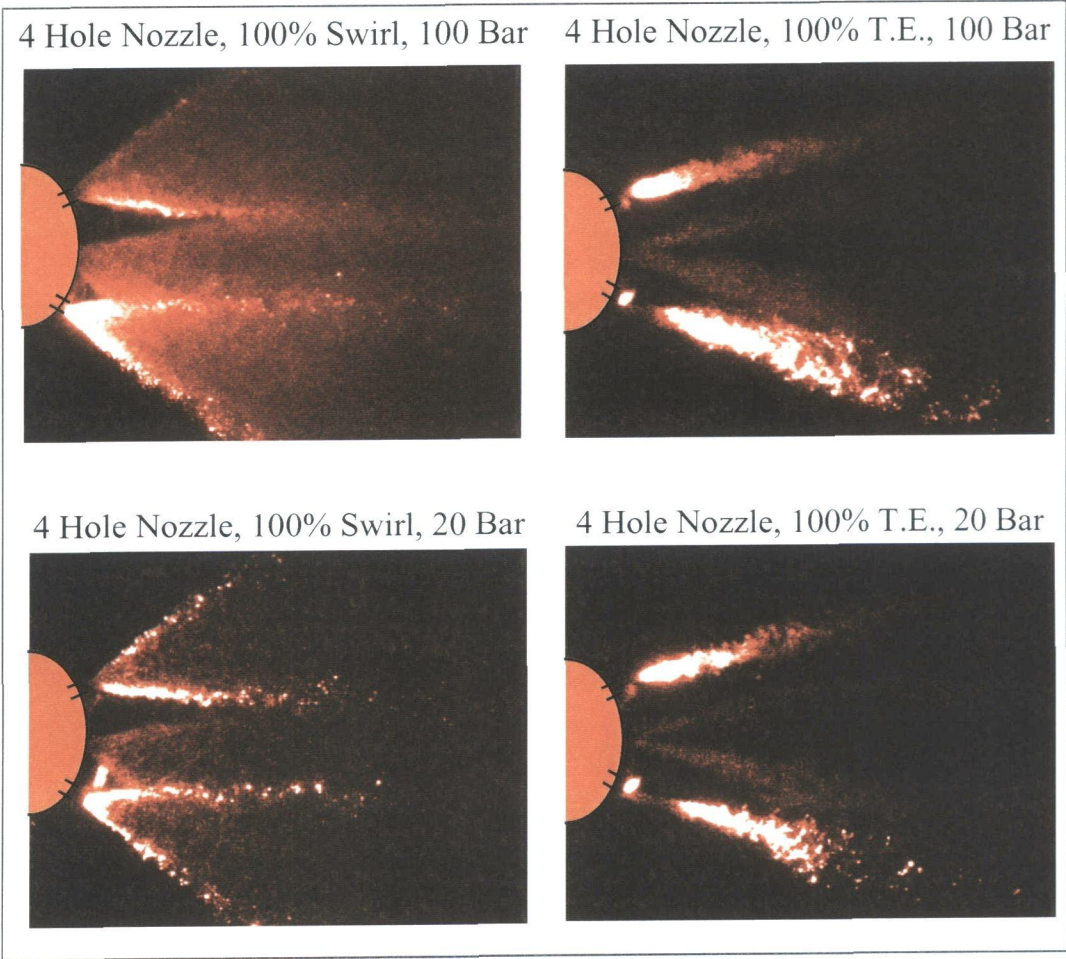 4 Hole Nozzle, 100% Swirl, 100 Bar
4 Hole Nozzle, 100% T.E., 100 Bar
4 Hole Nozzle, 100% Swirl, 20 Bar
4 Hole Nozzle, 100% T.E., 20 Bar